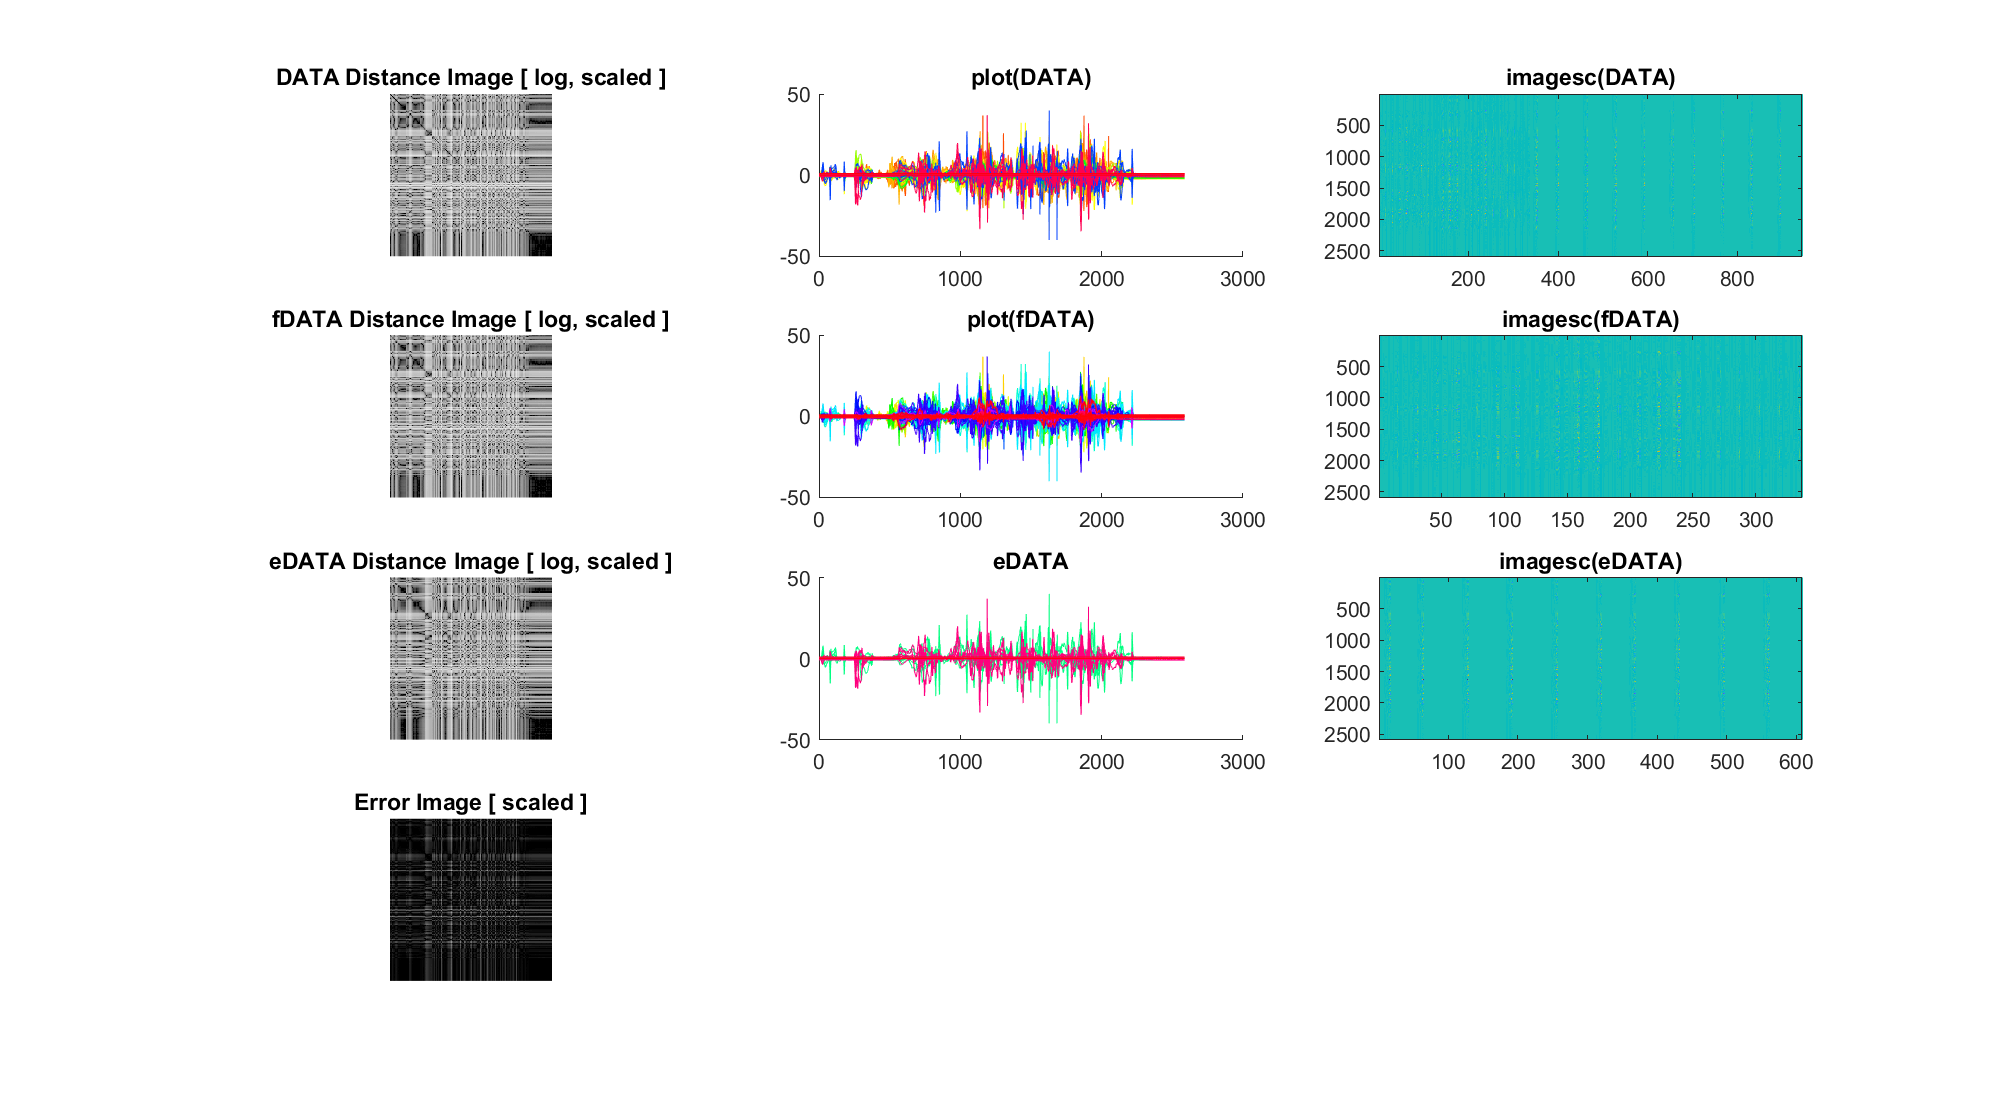 DATA Distance Image [ log, scaled ]
plot(DATA)
imagesc(DATA)
50
0
-50
0 1000 2000 3000
500
1000
1500
2000
2500
200 400 600 800
fDATA Distance Image [ log, scaled ]
plot(fDATA)
imagesc(fDATA)
50
0
-50
0 1000 2000 3000
500
1000
1500
2000
2500
50 100 150 200 250 300
eDATA Distance Image [ log, scaled ]
eDATA
imagesc(eDATA)
50
0
-50
0 1000 2000 3000
500
1000
1500
2000
2500
100 200 300 400 500 600
Error Image [ scaled ]